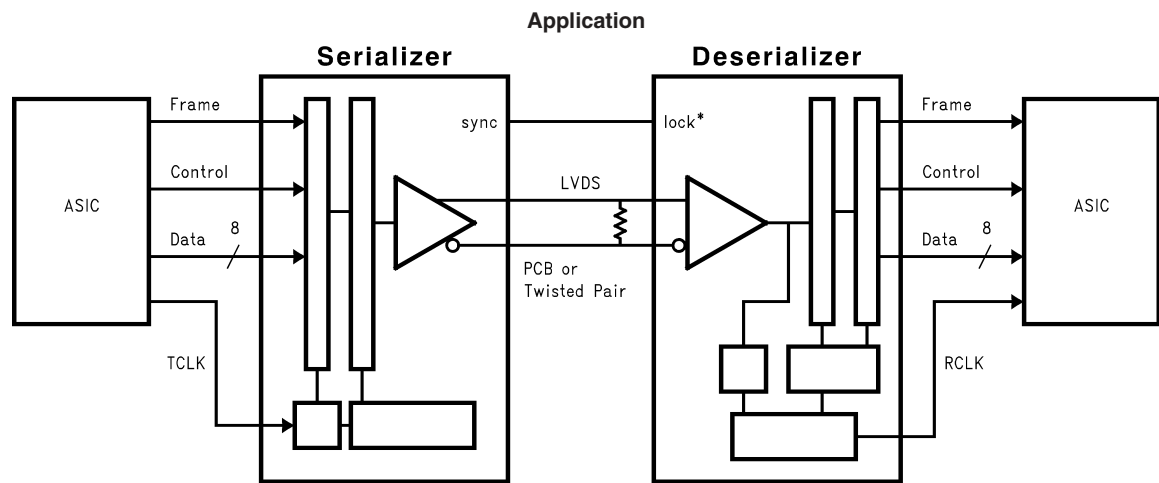 Application
Serializer
Deserializer
Frame
Control
ASIC
Data
8
TCLK
sync
lock*
LVDS
PCB or
Twisted Pair
Frame
Control
Data
8
ASIC
RCLK